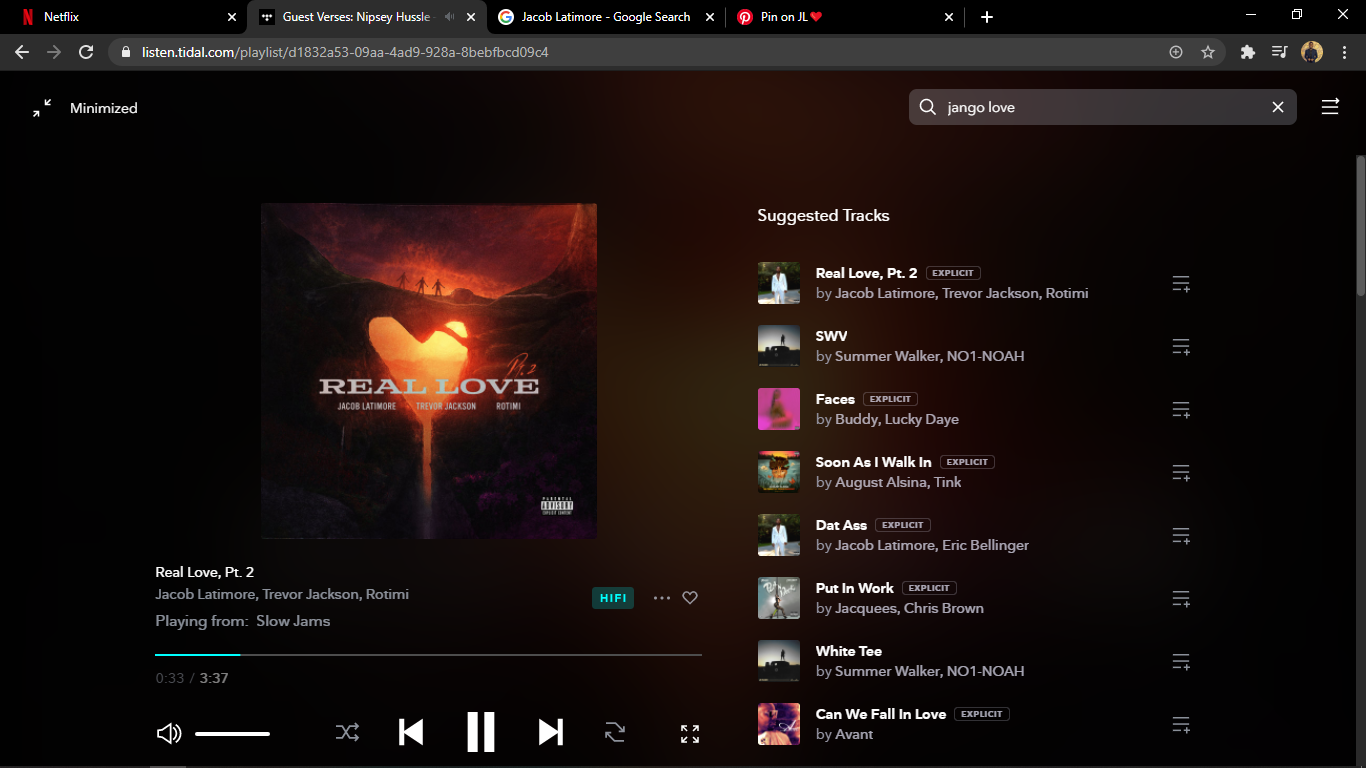 Netflix
Guest Verses: Nipsey Hussle
Jacob Latimore - Google Search
Pin on JL❤️
listen.tidal.com/playlist/d1832a53-09aa-4ad9-928a-8bebfbcd09c4
Minimized
jango love
Pt. 2
REAL LOVE
JACOB LATIMORE TREVOR JACKSON ROTIMI
PARENTAL
ADVISORY
EXPLICIT CONTENT
Real Love, Pt. 2
Jacob Latimore, Trevor Jackson, Rotimi
HIFI
Playing from: Slow Jams
0:33 / 3:37
Suggested Tracks
Real Love, Pt. 2 EXPLICIT
by Jacob Latimore, Trevor Jackson, Rotimi
SWV
by Summer Walker, NO1-NOAH
Faces EXPLICIT
by Buddy, Lucky Daye
Soon As I Walk In EXPLICIT
by August Alsina, Tink
Dat Ass EXPLICIT
by Jacob Latimore, Eric Bellinger
Put In Work EXPLICIT
by Jacquees, Chris Brown
White Tee
by Summer Walker, NO1-NOAH
Can We Fall In Love EXPLICIT
by Avant